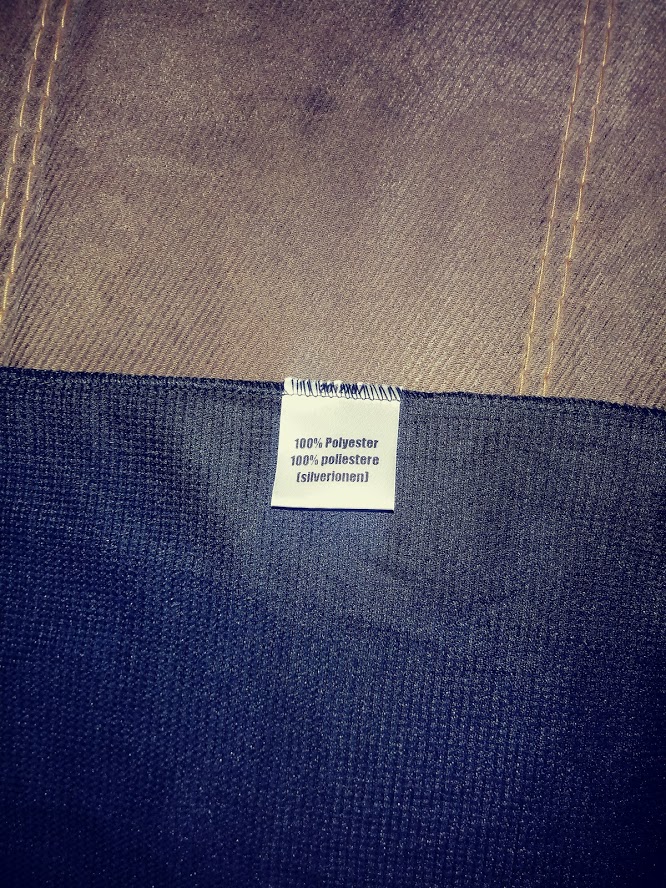 100% Polyester
100% poliestere
(silverionen)